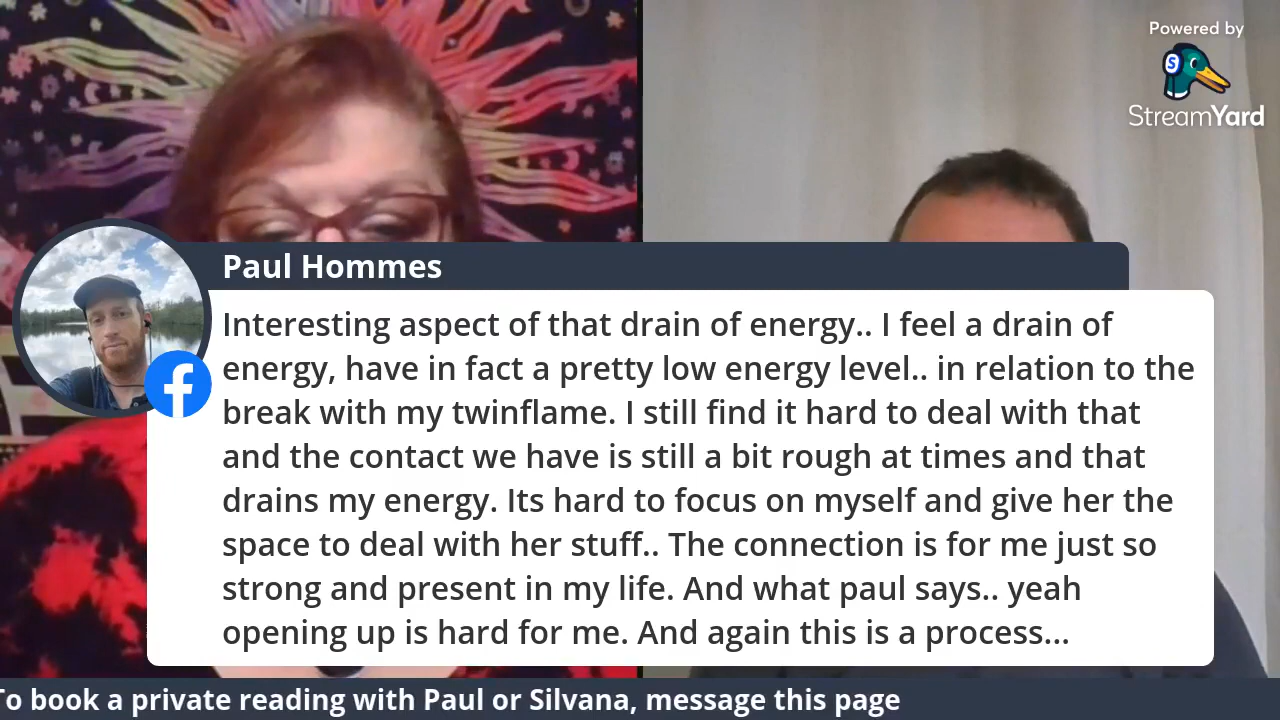 Powered by
S
StreamYard
Paul Hommes
Interesting aspect of that drain of energy.. I feel a drain of
energy, have in fact a pretty low energy level.. in relation to the
break with my twinflame. I still find it hard to deal with that
and the contact we have is still a bit rough at times and that
drains my energy. Its hard to focus on myself and give her the
space to deal with her stuff.. The connection is for me just so
strong and present in my life. And what paul says.. yeah
opening up is hard for me. And again this is a process...
To book a private reading with Paul or Silvana, message this page